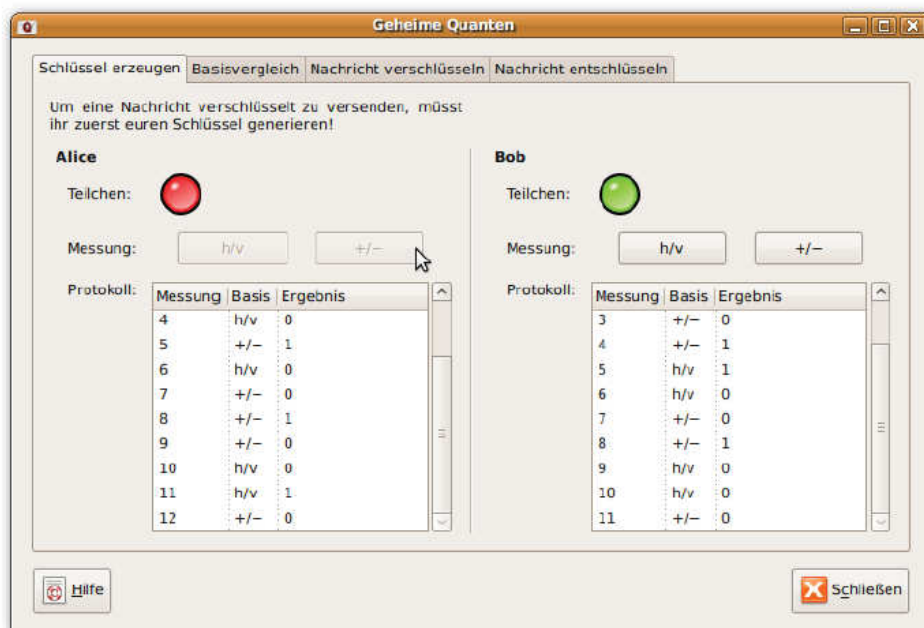 Geheime Quanten
Schlüssel erzeugen Basisvergleich Nachricht verschlüsseln Nachricht entschlüsseln
Um eine Nachricht verschlüsselt zu versenden, müsst
ihr zuerst euren Schlüssel generieren!
Alice
Teilchen:
Messung: h/v +/−
Protokoll:
Messung Basis Ergebnis
4 h/v 0
5 +/− 1
6 h/v 0
7 +/− 0
8 +/− 1
9 +/− 0
10 h/v 0
11 h/v 1
12 +/− 0
Bob
Teilchen:
Messung: h/v +/−
Protokoll:
Messung Basis Ergebnis
3 +/− 0
4 +/− 1
5 h/v 1
6 h/v 0
7 +/− 0
8 +/− 1
9 h/v 0
10 h/v 0
11 +/− 0
Hilfe
Schließen